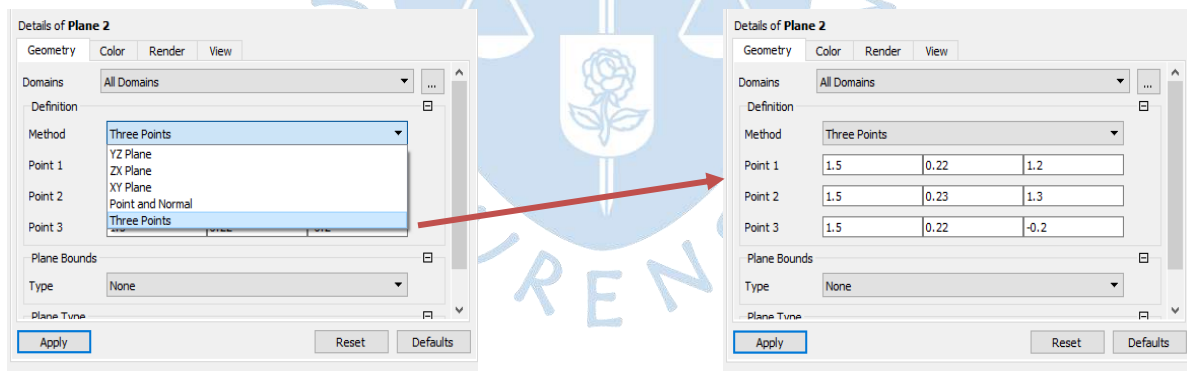 Details of Plane 2
Geometry Color Render View
Domains All Domains ...
Definition
Method Three Points
YZ Plane
ZX Plane
XY Plane
Point and Normal
Three Points
Point 1
Point 2
Point 3
Plane Bounds
Type None
Plane Type
Apply Reset Defaults
Details of Plane 2
Geometry Color Render View
Domains All Domains ...
Definition
Method Three Points
Point 1 1.5 0.22 1.2
Point 2 1.5 0.23 1.3
Point 3 1.5 0.22 -0.2
Plane Bounds
Type None
Plane Type
Apply Reset Defaults